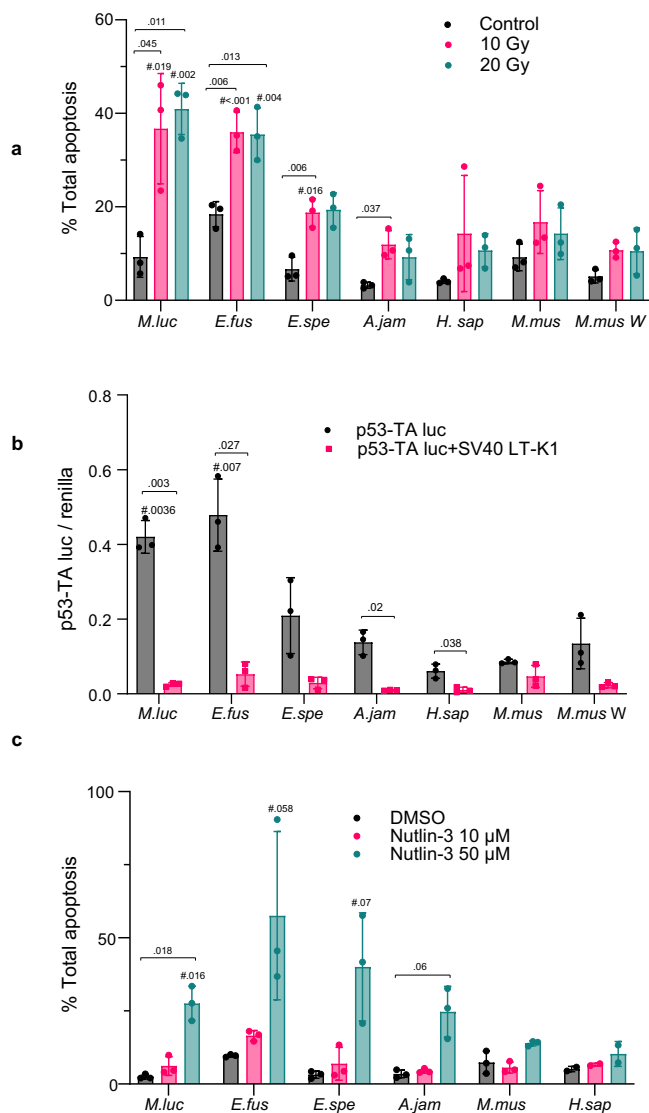 a
% Total apoptosis
60
40
20
0
Control
10 Gy
20 Gy
.011
.045
#.019
#.002
.013
.006
#<.001
#.004
.006
#.016
.037
M.luc
E.fus
E.spe
A.jam
H. sap
M.mus
M.mus W
b
p53-TA luc / renilla
0.8
0.6
0.4
0.2
0.0
p53-TA luc
p53-TA luc+SV40 LT-K1
.003
#.0036
.027
#.007
.02
.038
M.luc
E.fus
E.spe
A.jam
H.sap
M.mus
M.mus W
c
% Total apoptosis
100
50
0
DMSO
Nutlin-3 10 µM
Nutlin-3 50 µM
.018
#.016
#.058
#.07
.06
M.luc
E.fus
E.spe
A.jam
M.mus
H.sap